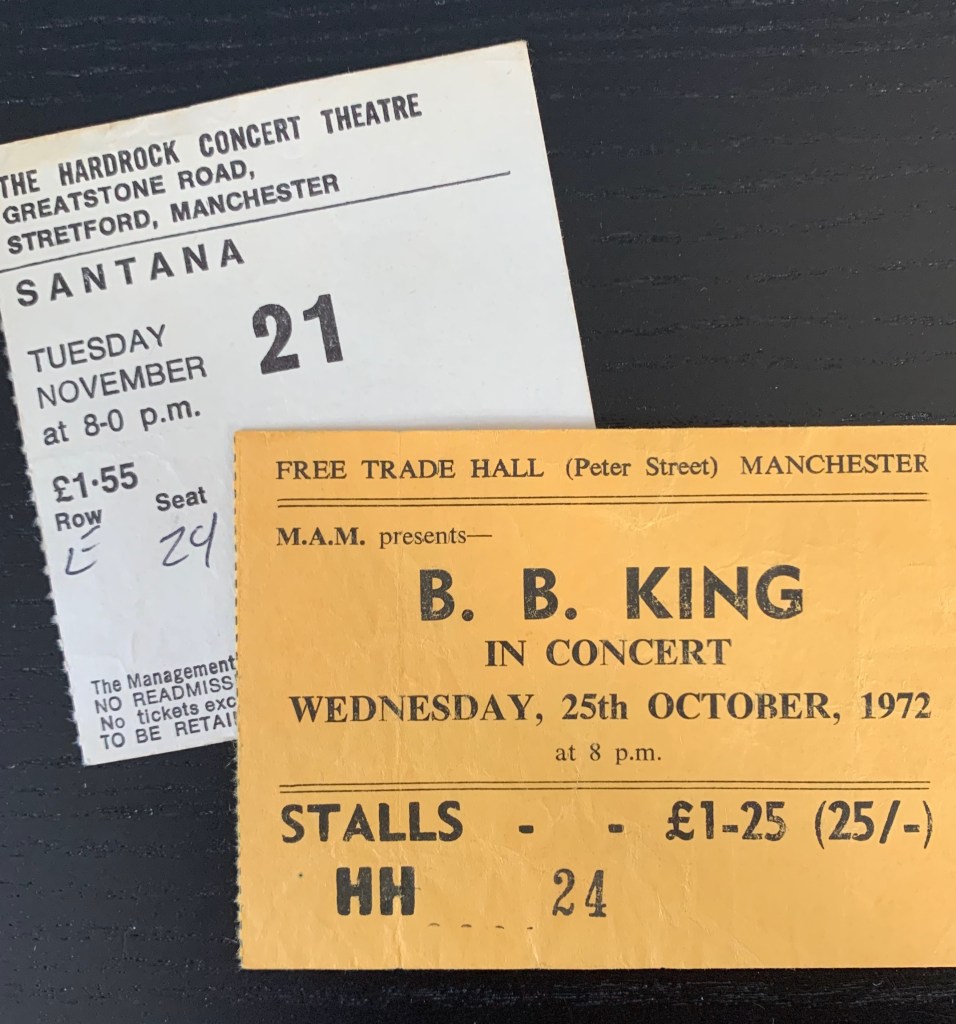 THE HARDROCK CONCERT THEATRE
GREATSTONE ROAD,
STRETFORD, MANCHESTER
SANTANA
TUESDAY
NOVEMBER 21
at 8-0 p.m.
£1·55
Row Seat
E 24
The Management
NO READMISS
No tickets exc
TO BE RETAI
FREE TRADE HALL (Peter Street) MANCHESTER
M.A.M. presents—
B. B. KING
IN CONCERT
WEDNESDAY, 25th OCTOBER, 1972
at 8 p.m.
STALLS - - £1-25 (25/-)
HH 24